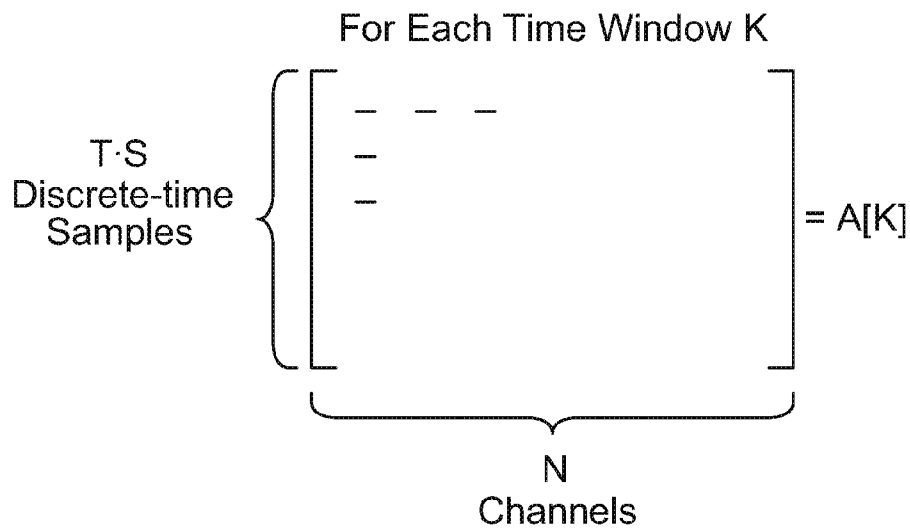 For Each Time Window K
T·S
Discrete-time
Samples
= A[K]
N
Channels